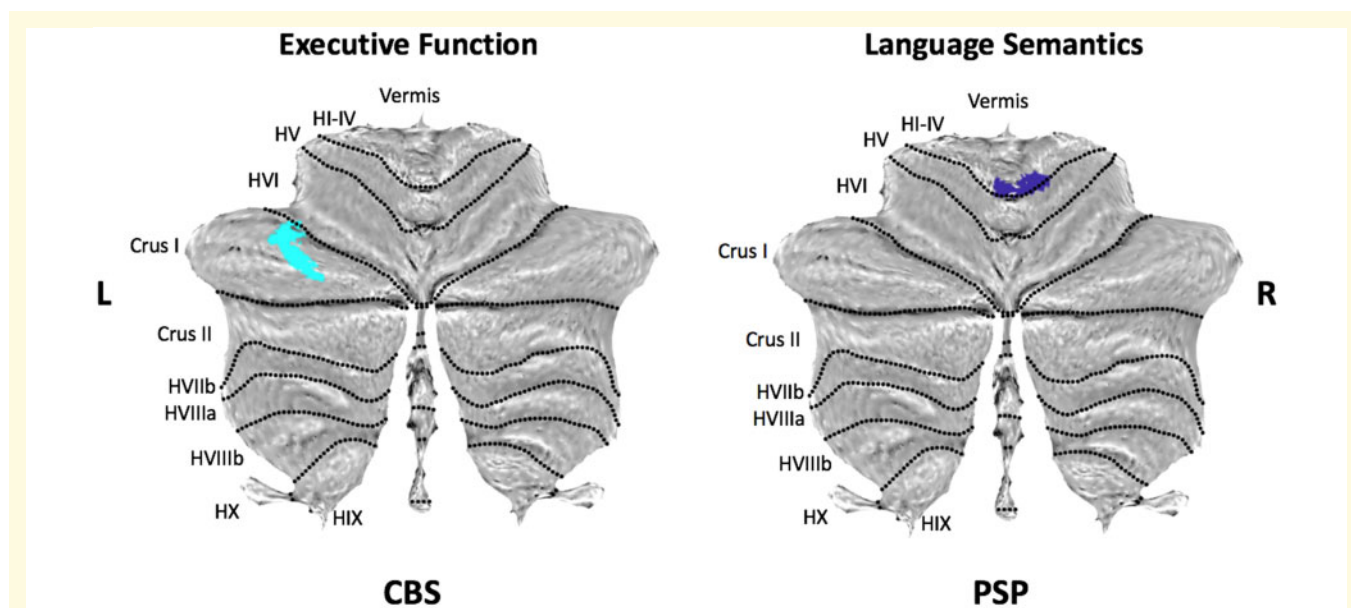 Executive Function
Language Semantics
Vermis
HI-IV
HV
HVI
Crus I
L
Crus II
HVIIb
HVIIIa
HVIIIb
HX
HIX
CBS
Vermis
HI-IV
HV
HVI
Crus I
R
Crus II
HVIIb
HVIIIa
HVIIIb
HX
HIX
PSP